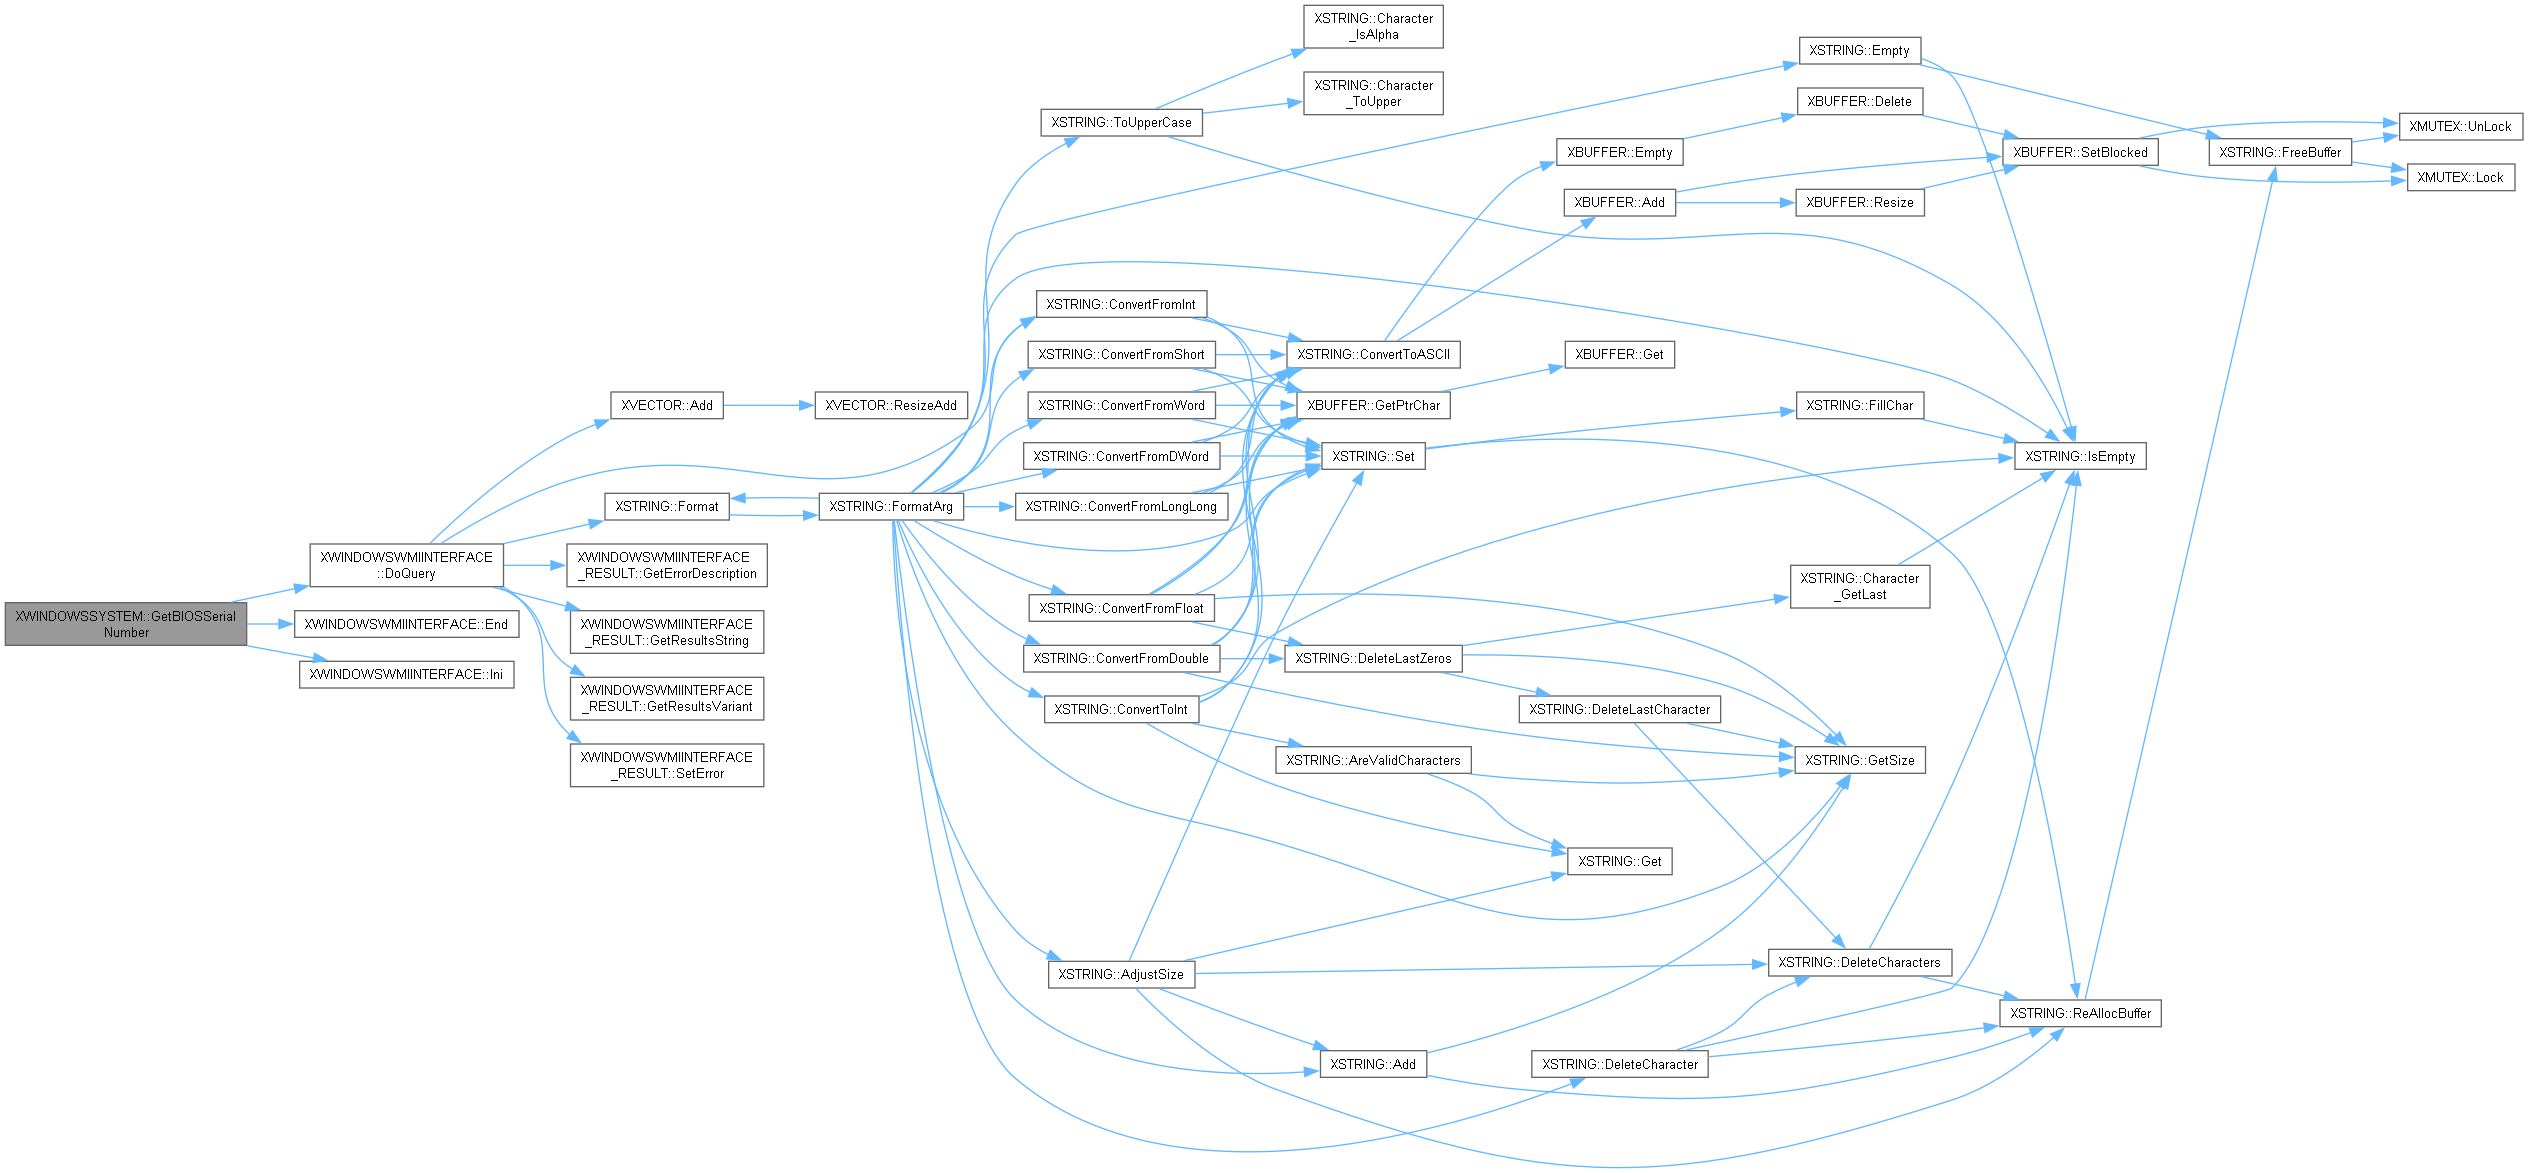 XWINDOWSSYSTEM::GetBIOSSerial
Number
XWINDOWSWMIINTERFACE
::DoQuery
XWINDOWSWMIINTERFACE::End
XWINDOWSWMIINTERFACE::Ini
XVECTOR::Add
XVECTOR::ResizeAdd
XSTRING::Format
XWINDOWSWMIINTERFACE
_RESULT::GetErrorDescription
XWINDOWSWMIINTERFACE
_RESULT::GetResultsString
XWINDOWSWMIINTERFACE
_RESULT::GetResultsVariant
XWINDOWSWMIINTERFACE
_RESULT::SetError
XSTRING::FormatArg
XSTRING::ToUpperCase
XSTRING::ConvertFromInt
XSTRING::ConvertFromShort
XSTRING::ConvertFromWord
XSTRING::ConvertFromDWord
XSTRING::ConvertFromLongLong
XSTRING::ConvertFromFloat
XSTRING::ConvertFromDouble
XSTRING::ConvertToInt
XSTRING::AdjustSize
XSTRING::Character
_IsAlpha
XSTRING::Character
_ToUpper
XSTRING::ConvertToASCII
XBUFFER::GetPtrChar
XSTRING::Set
XSTRING::DeleteLastZeros
XSTRING::AreValidCharacters
XSTRING::Add
XBUFFER::Empty
XBUFFER::Add
XBUFFER::Get
XSTRING::DeleteLastCharacter
XSTRING::Get
XSTRING::DeleteCharacter
XSTRING::Empty
XBUFFER::Delete
XBUFFER::Resize
XSTRING::FillChar
XSTRING::Character
_GetLast
XSTRING::GetSize
XSTRING::DeleteCharacters
XBUFFER::SetBlocked
XSTRING::IsEmpty
XSTRING::ReAllocBuffer
XSTRING::FreeBuffer
XMUTEX::UnLock
XMUTEX::Lock